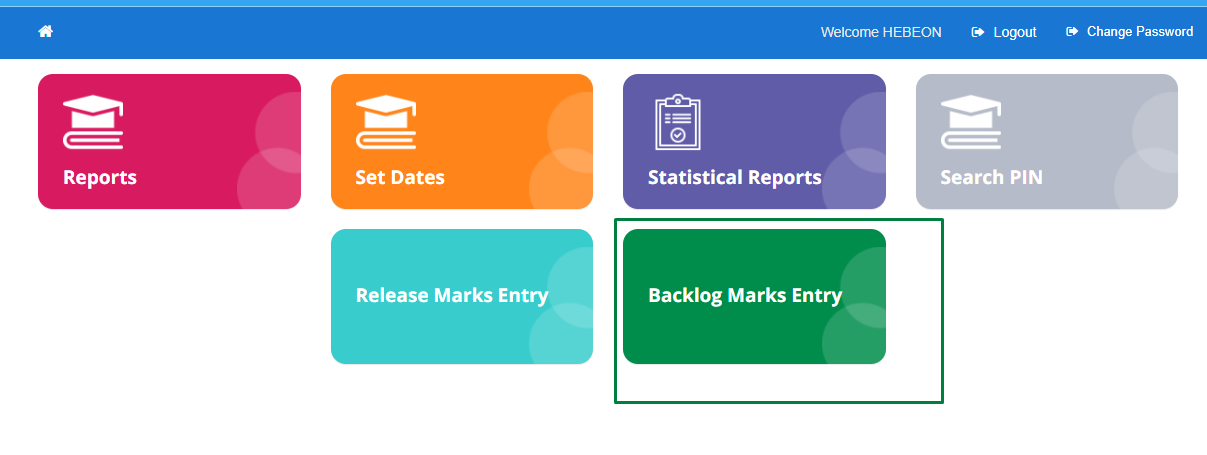 Welcome HEBEON Logout Change Password
Reports
Set Dates
Statistical Reports
Search PIN
Release Marks Entry
Backlog Marks Entry